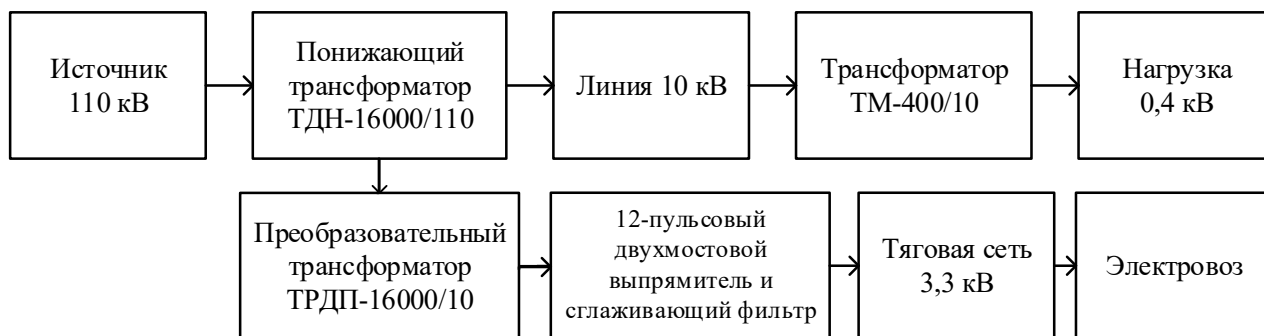 Источник
110 кВ
Понижающий
трансформатор
ТДН-16000/110
Линия 10 кВ
Трансформатор
ТМ-400/10
Нагрузка
0,4 кВ
Преобразовательный
трансформатор
ТРДП-16000/10
12-пульсовый
двухмостовой
выпрямитель и
сглаживающий фильтр
Тяговая сеть
3,3 кВ
Электровоз